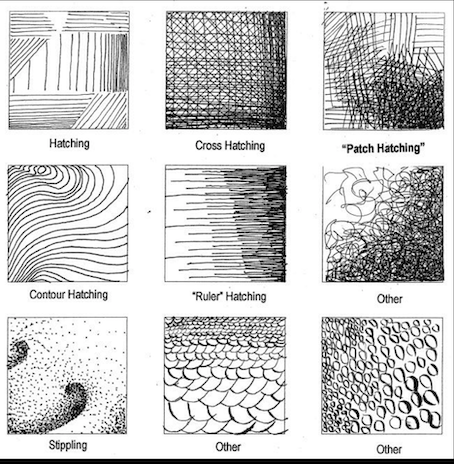 Hatching
Cross Hatching
“Patch Hatching”
Contour Hatching
“Ruler” Hatching
Other
Stippling
Other
Other